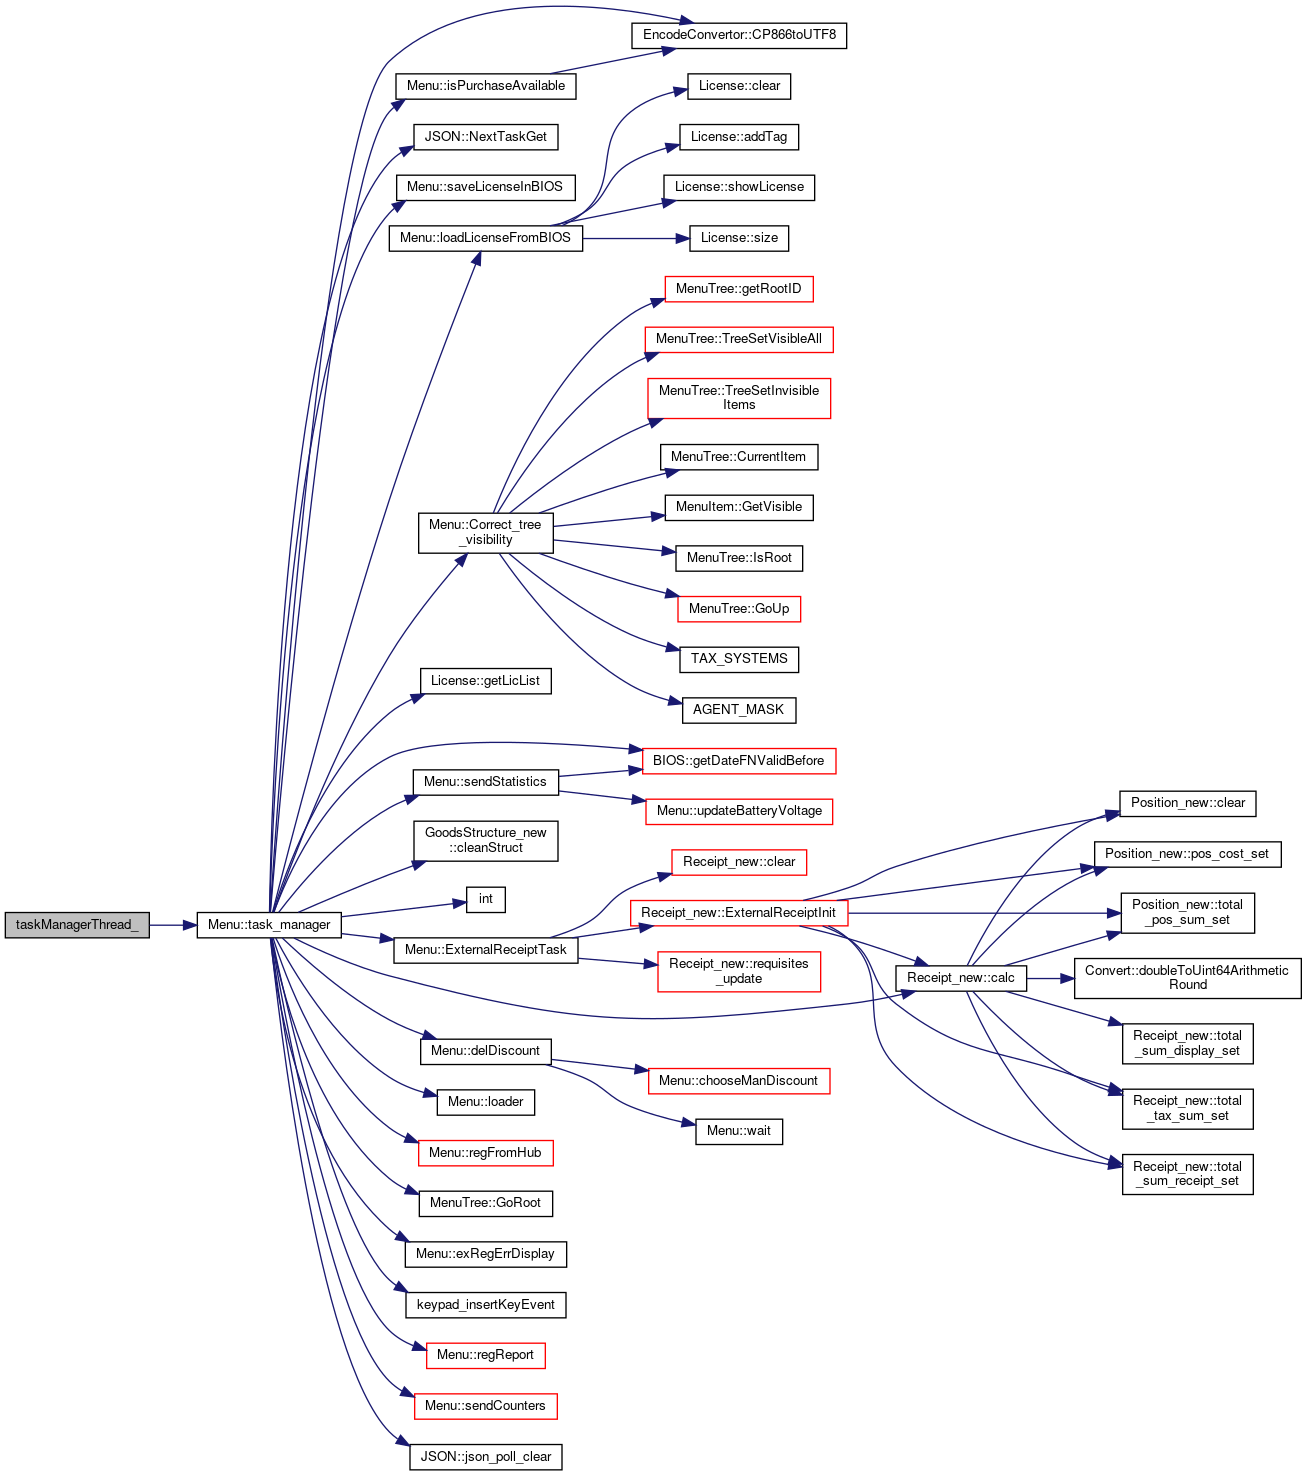 taskManagerThread_
Menu::task_manager
EncodeConvertor::CP866toUTF8
Menu::isPurchaseAvailable
JSON::NextTaskGet
Menu::saveLicenseInBIOS
Menu::loadLicenseFromBIOS
License::clear
License::addTag
License::showLicense
License::size
Menu::Correct_tree
_visibility
MenuTree::getRootID
MenuTree::TreeSetVisibleAll
MenuTree::TreeSetInvisible
Items
MenuTree::CurrentItem
MenuItem::GetVisible
MenuTree::IsRoot
MenuTree::GoUp
TAX_SYSTEMS
AGENT_MASK
License::getLicList
BIOS::getDateFNValidBefore
Menu::sendStatistics
Menu::updateBatteryVoltage
GoodsStructure_new
::cleanStruct
int
Menu::ExternalReceiptTask
Receipt_new::clear
Receipt_new::ExternalReceiptInit
Receipt_new::requisites
_update
Position_new::clear
Position_new::pos_cost_set
Position_new::total
_pos_sum_set
Receipt_new::calc
Convert::doubleToUint64Arithmetic
Round
Receipt_new::total
_sum_display_set
Receipt_new::total
_tax_sum_set
Receipt_new::total
_sum_receipt_set
Menu::delDiscount
Menu::chooseManDiscount
Menu::wait
Menu::loader
Menu::regFromHub
MenuTree::GoRoot
Menu::exRegErrDisplay
keypad_insertKeyEvent
Menu::regReport
Menu::sendCounters
JSON::json_poll_clear